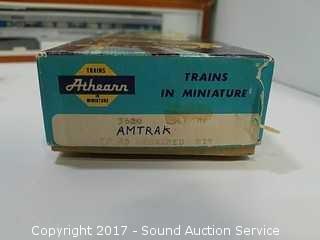 TRAINS
Athearn
IN MINIATURE
TRAINS
IN MINIATURE
AMTRAK
Copyright 2017 - Sound Auction Service